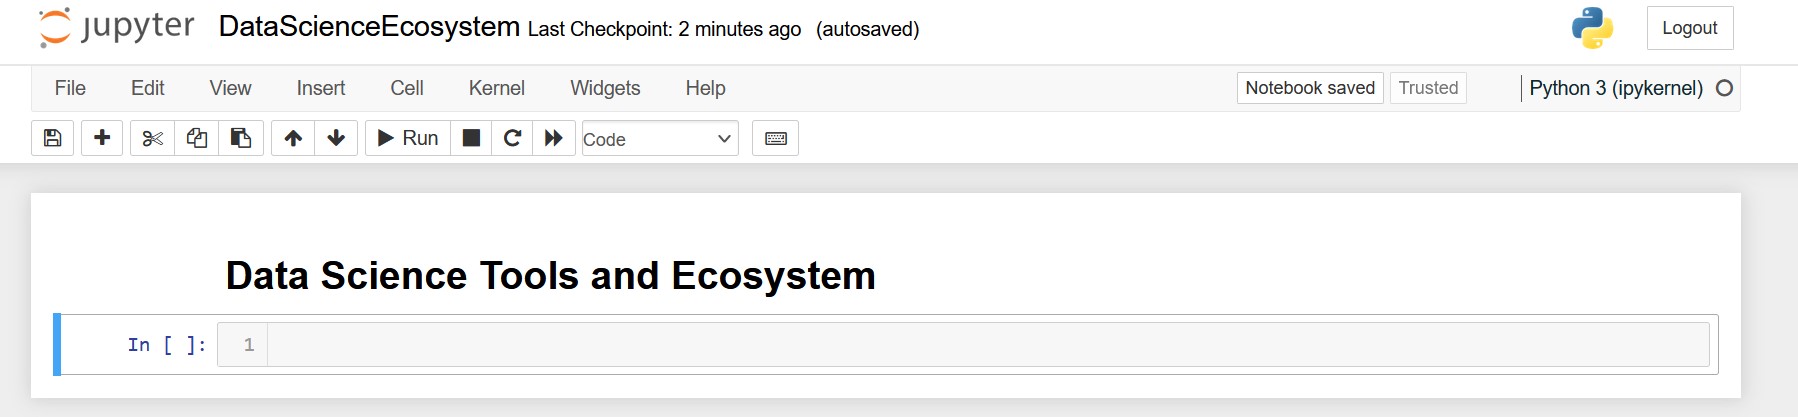 jupyter DataScienceEcosystem Last Checkpoint: 2 minutes ago (autosaved) Logout
File Edit View Insert Cell Kernel Widgets Help Notebook saved Trusted Python 3 (ipykernel)
Run Code
Data Science Tools and Ecosystem
In [ ]: 1